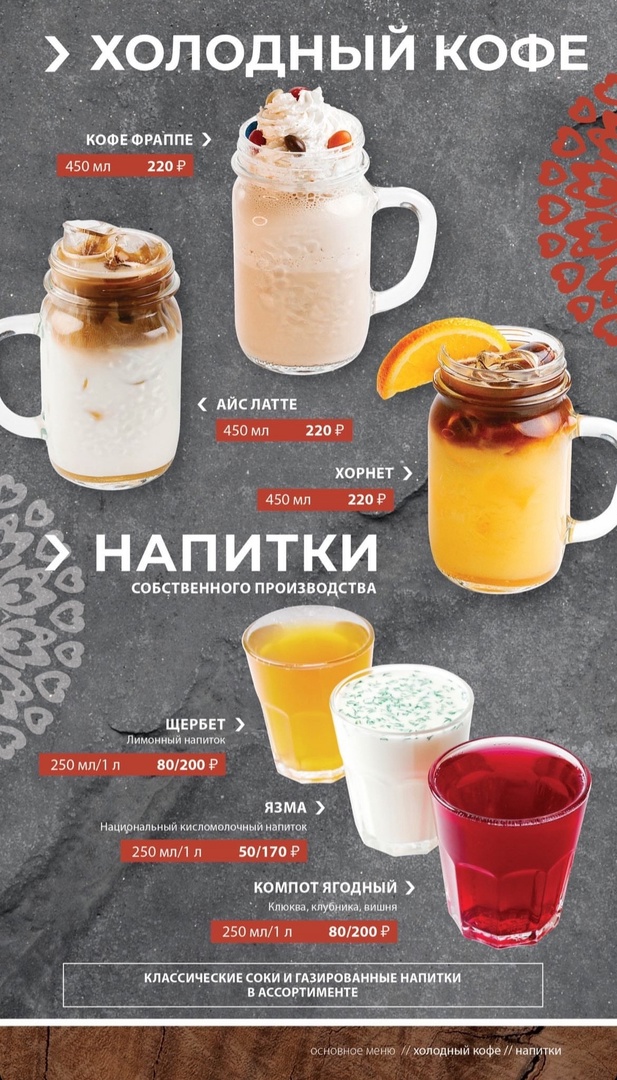 ХОЛОДНЫЙ КОФЕ
КОФЕ ФРАППЕ
450 мл 220 ₽
АЙС ЛАТТЕ
450 мл 220 ₽
ХОРНЕТ
450 мл 220 ₽
НАПИТКИ
СОБСТВЕННОГО ПРОИЗВОДСТВА
ЩЕРБЕТ
Лимонный напиток
250 мл/1 л 80/200 ₽
ЯЗМА
Национальный кисломолочный напиток
250 мл/1 л 50/170 ₽
КОМПОТ ЯГОДНЫЙ
Клюква, клубника, вишня
250 мл/1 л 80/200 ₽
КЛАССИЧЕСКИЕ СОКИ И ГАЗИРОВАННЫЕ НАПИТКИ
В АССОРТИМЕНТЕ
основное меню // холодный кофе // напитки